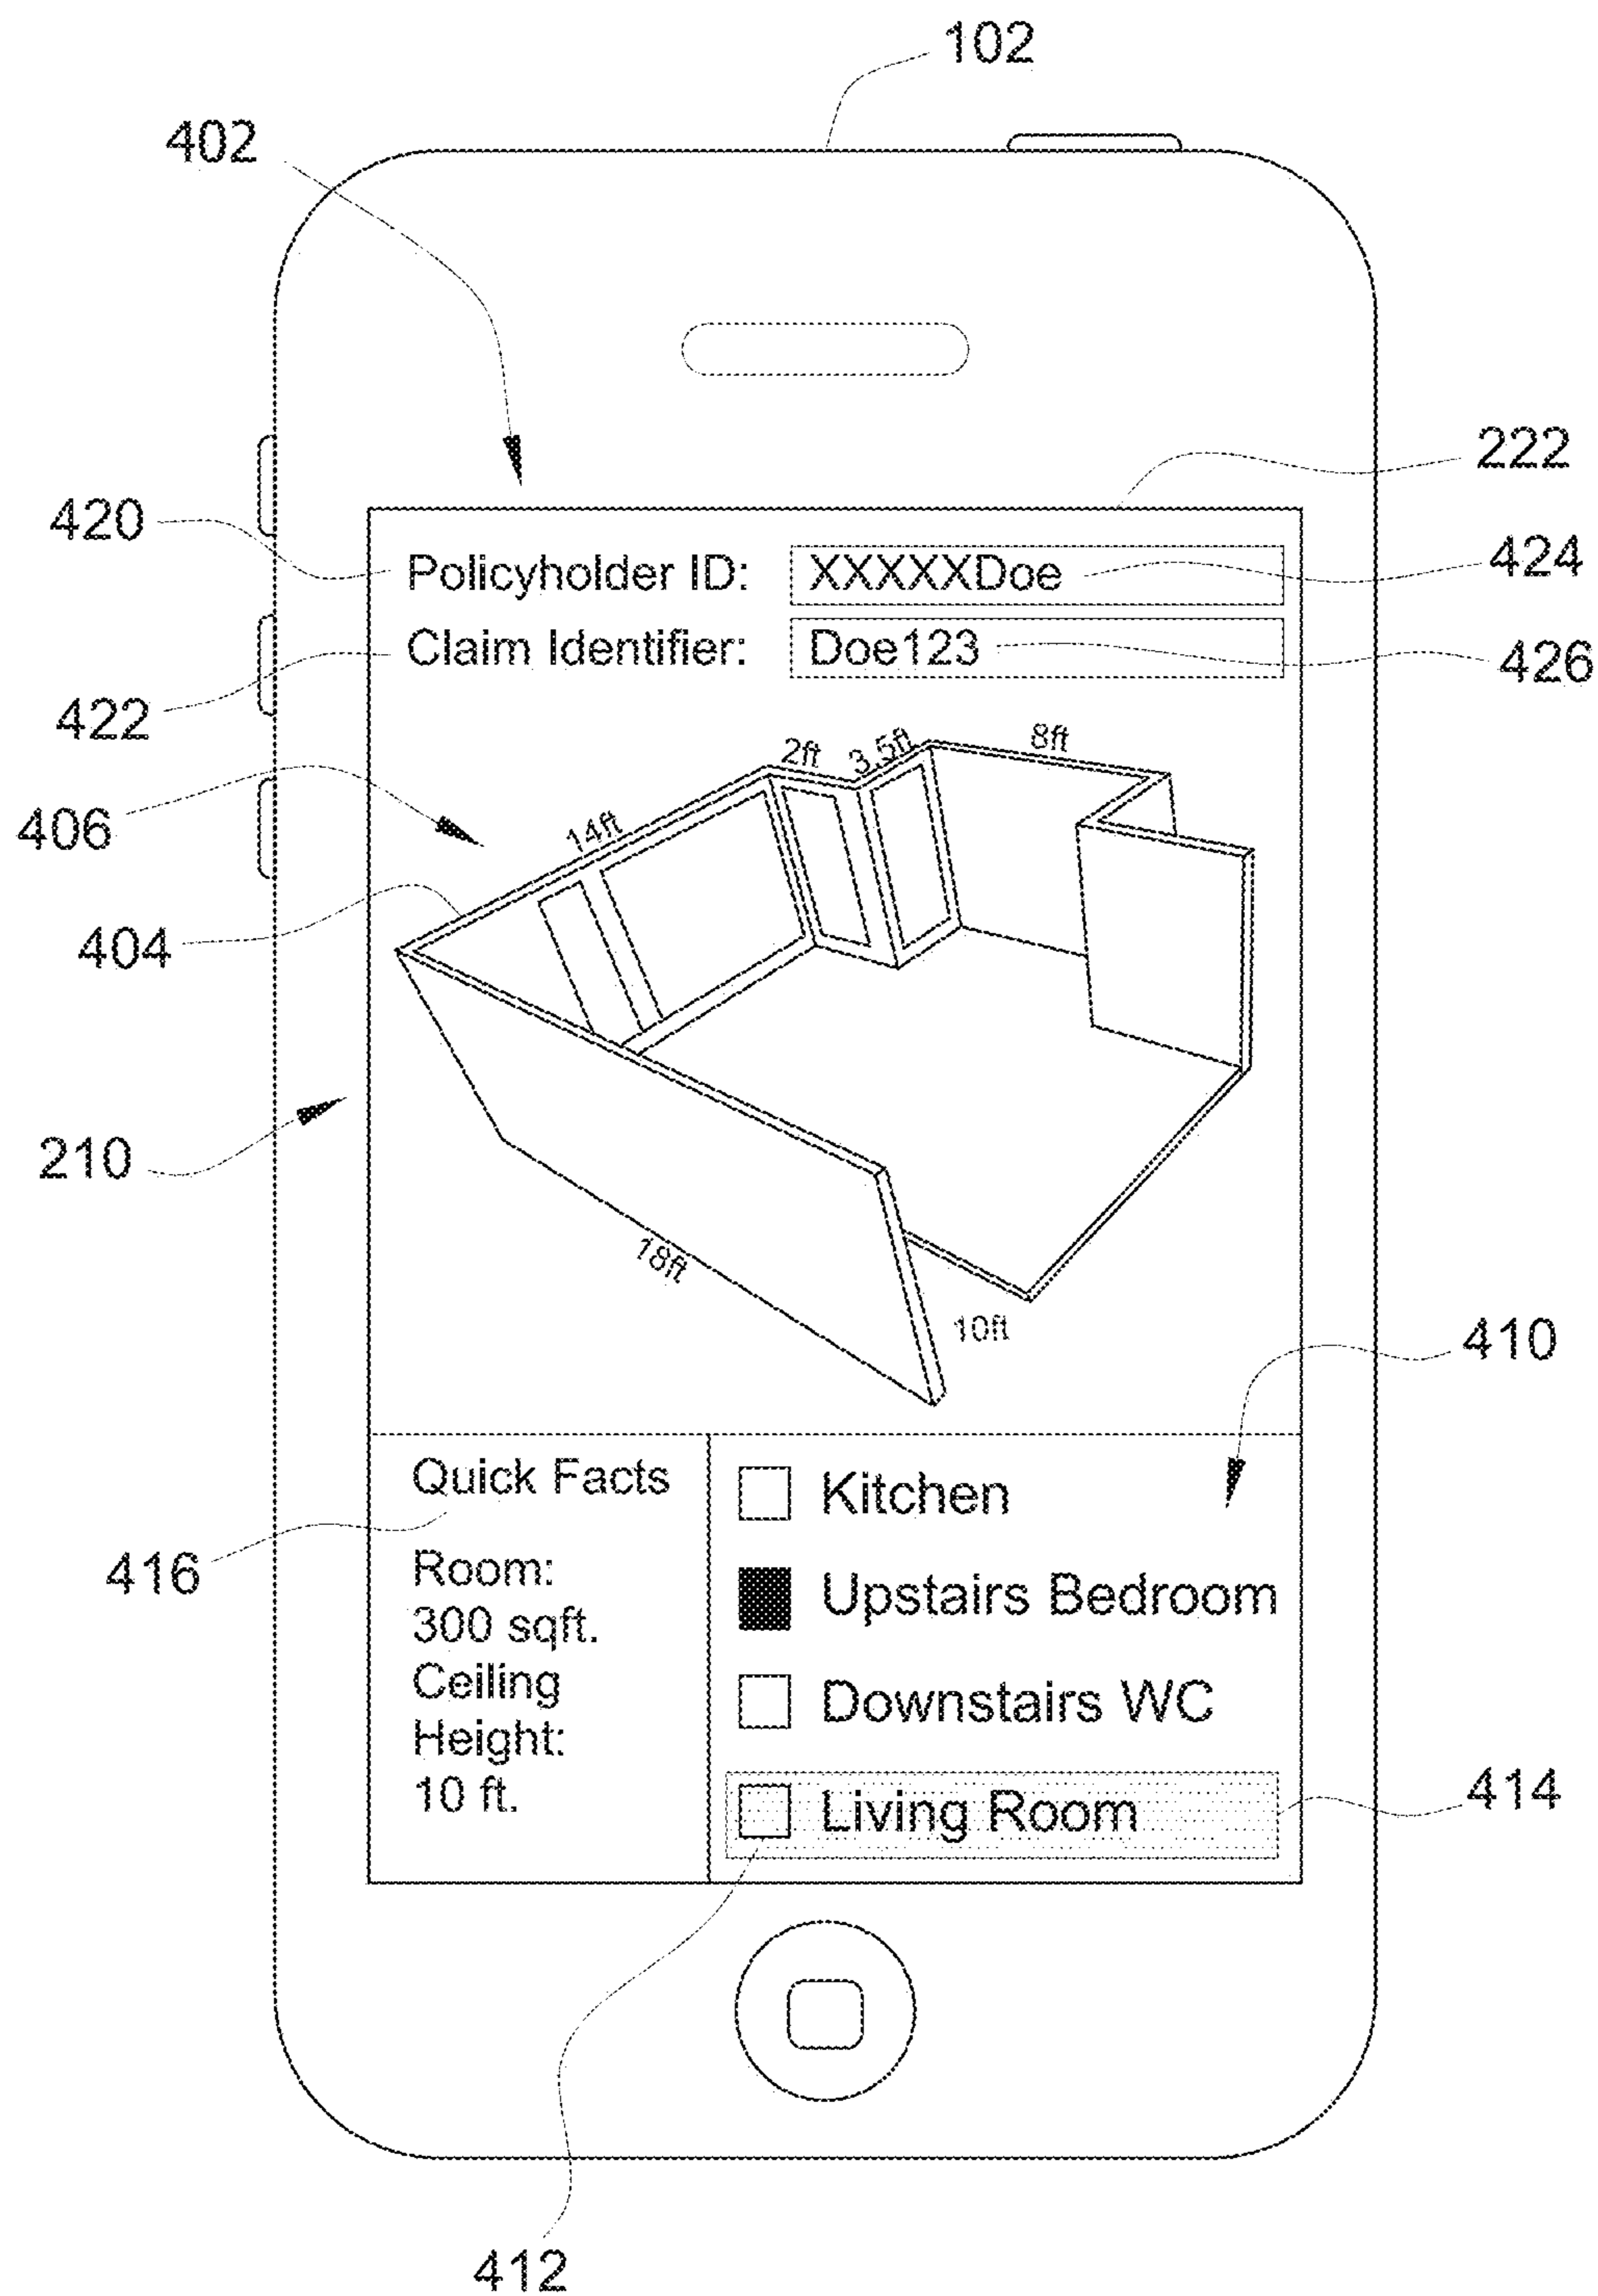 102
402
222
420
Policyholder ID: XXXXXDoe
424
Claim Identifier: Doe123
426
422
2ft
3.5ft
8ft
406
14ft
404
210
18ft
10ft
410
Quick Facts
Kitchen
416
Room:
300 sqft.
Ceiling
Height:
10 ft.
Upstairs Bedroom
Downstairs WC
Living Room
414
412